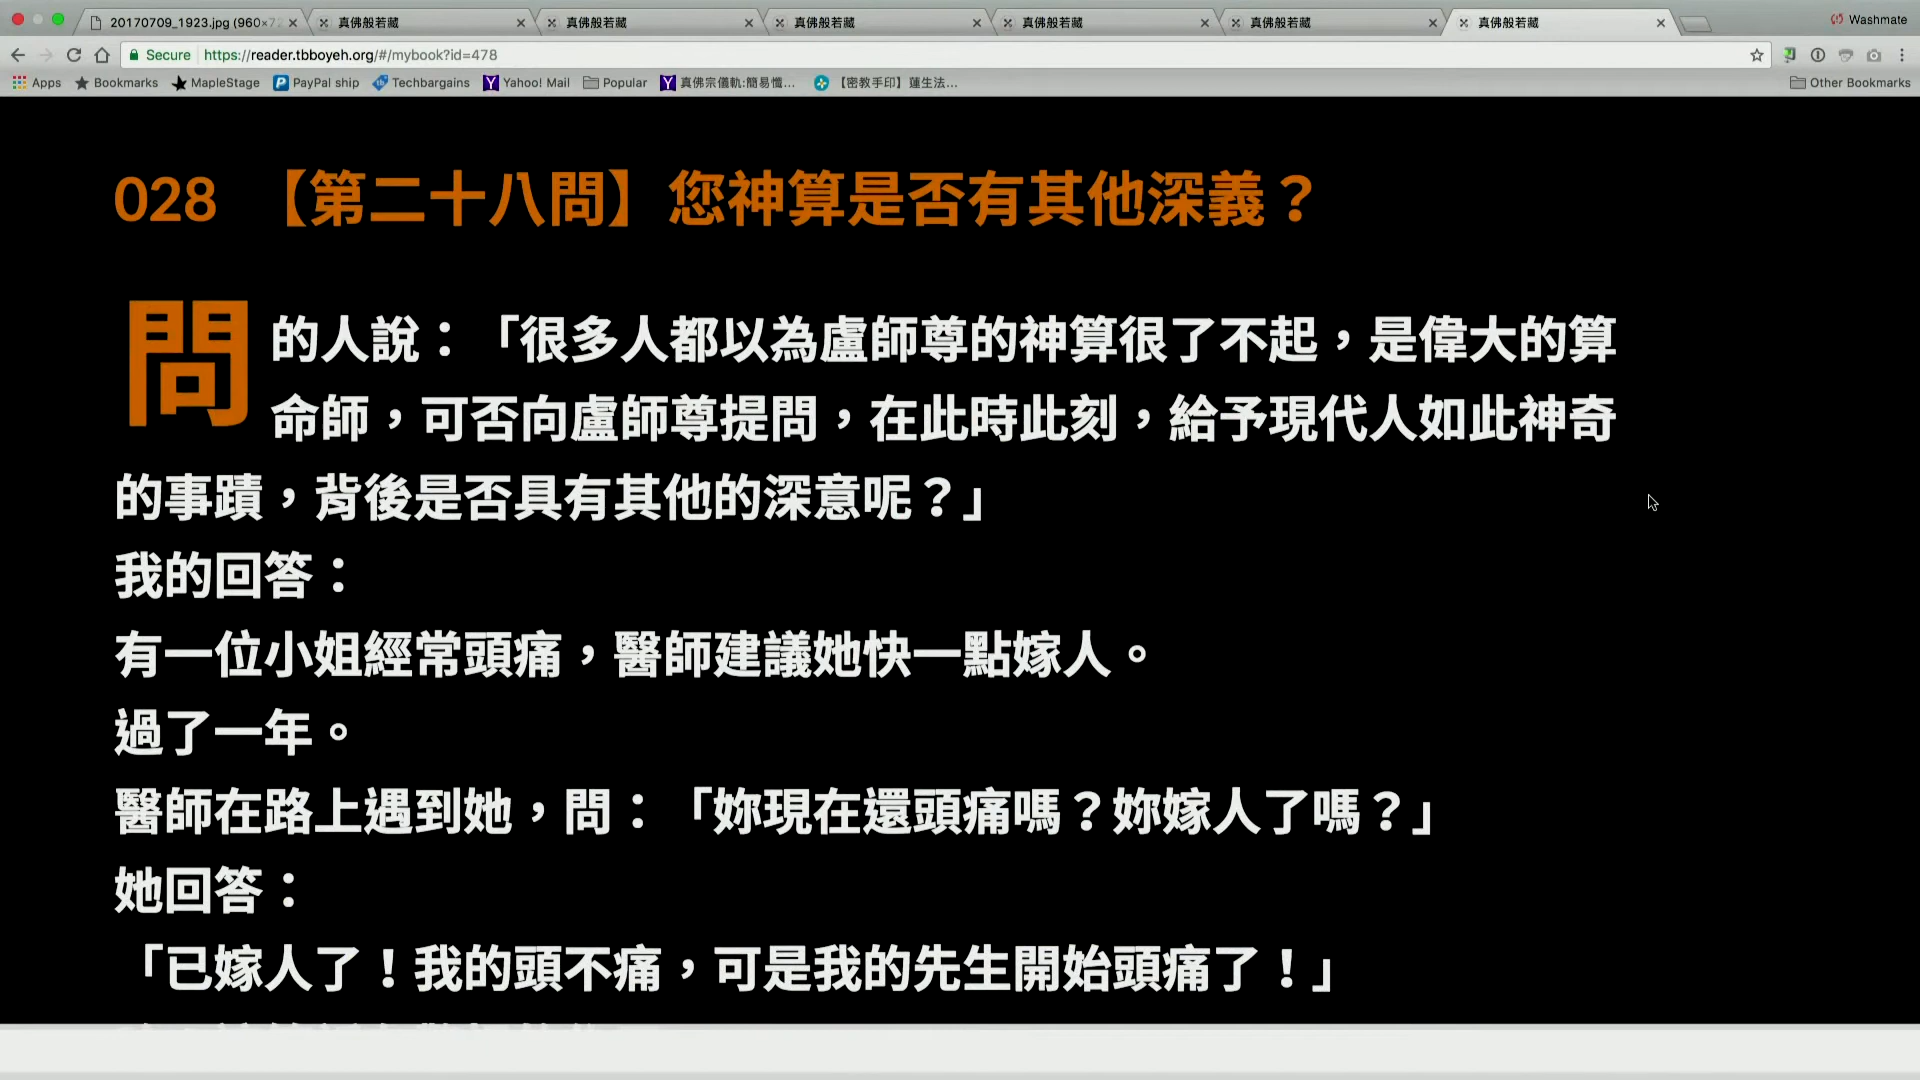 20170709_1923.jpg (960×72
真佛般若藏
真佛般若藏
真佛般若藏
真佛般若藏
真佛般若藏
真佛般若藏
Washmate
Secure https://reader.tbboyeh.org/#/mybook?id=478
Apps Bookmarks MapleStage PayPal ship Techbargains Yahoo! Mail Popular 真佛宗儀軌:簡易懺... 【密教手印】蓮生法... Other Bookmarks
028 【第二十八問】您神算是否有其他深義？
問的人說：「很多人都以為盧師尊的神算很了不起，是偉大的算
命師，可否向盧師尊提問，在此時此刻，給予現代人如此神奇
的事蹟，背後是否具有其他的深意呢？」
我的回答：
有一位小姐經常頭痛，醫師建議她快一點嫁人。
過了一年。
醫師在路上遇到她，問：「妳現在還頭痛嗎？妳嫁人了嗎？」
她回答：
「已嫁人了！我的頭不痛，可是我的先生開始頭痛了！」